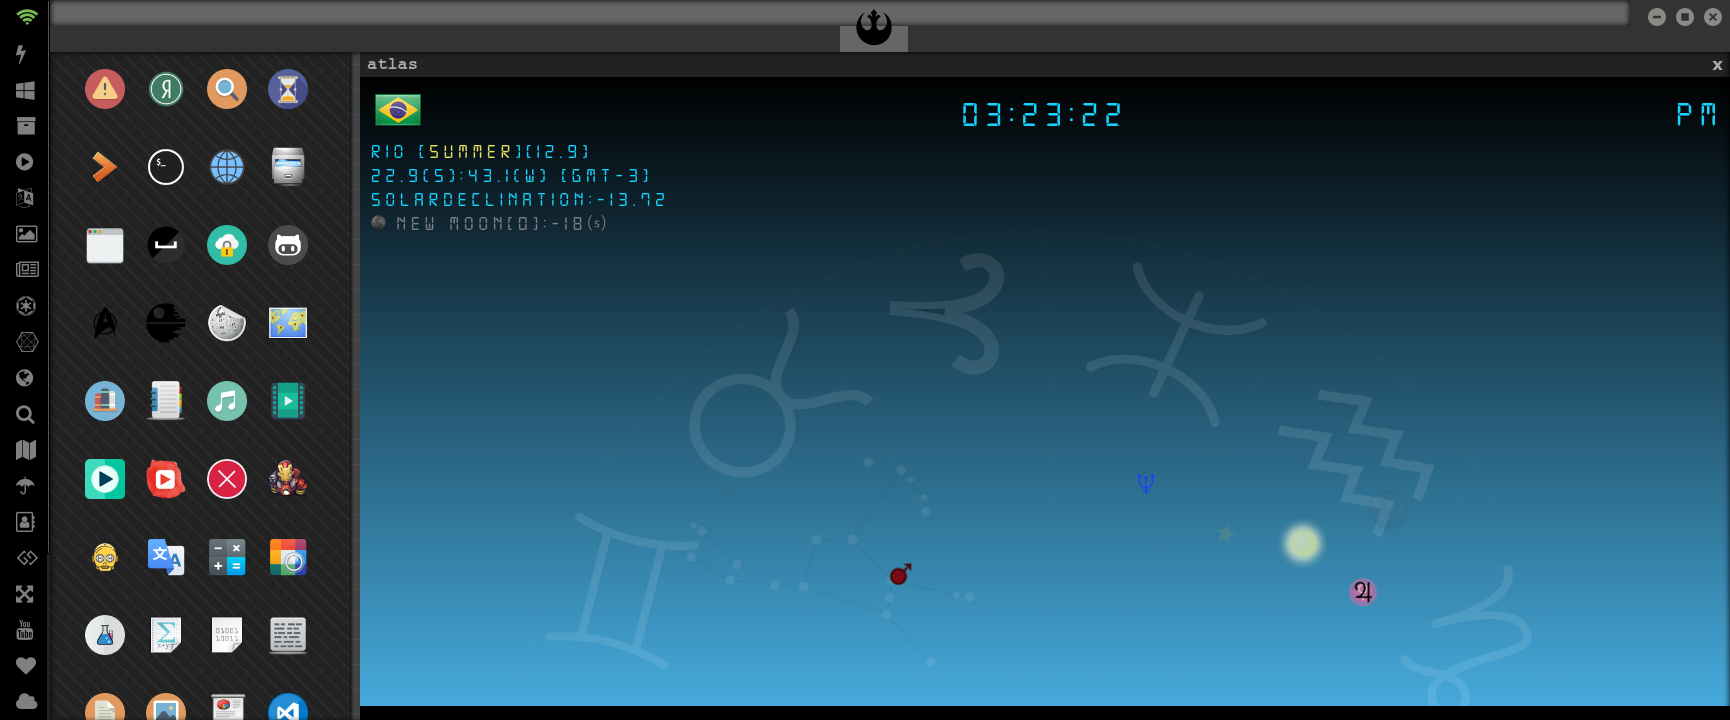 atlas
x
03:23:22
PM
RIO [SUMMER][12.9]
22.9(S):43.1(W) [GMT-3]
SOLARDECLINATION:-13.72
NEW MOON[0]:-18(s)